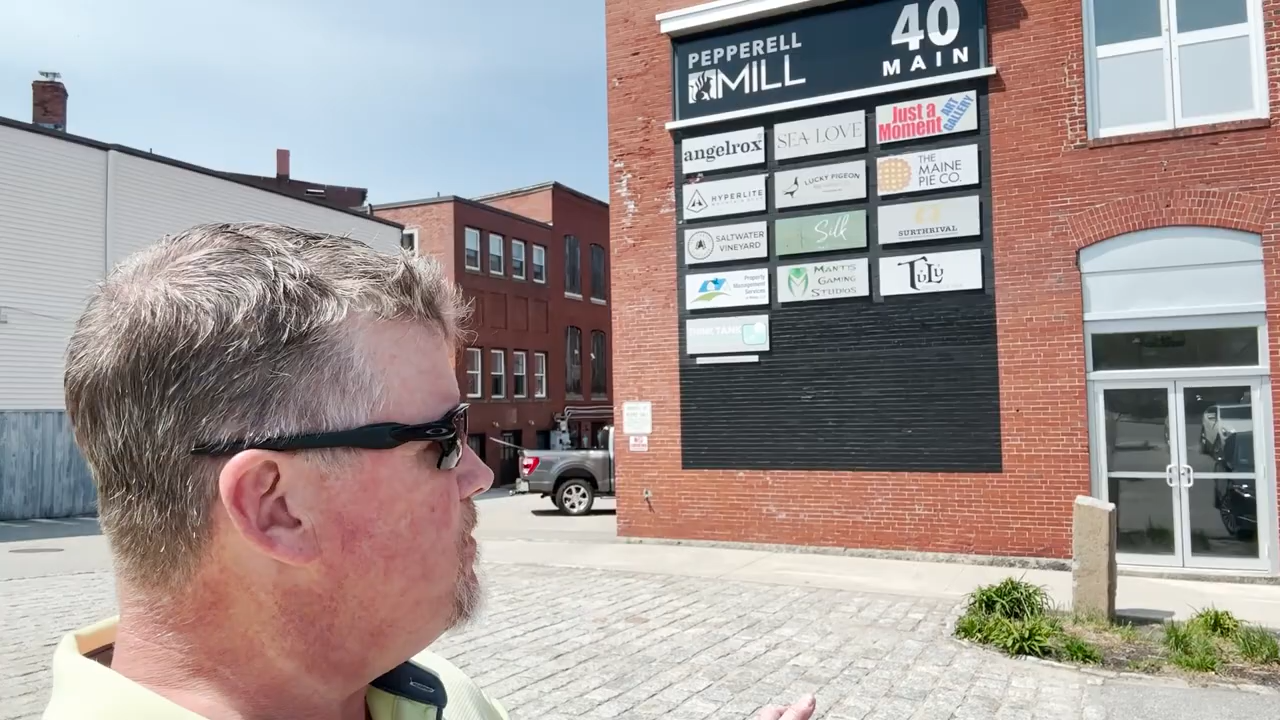 PEPPERELL
MILL
40
MAIN
angelrox
SEA LOVE
Just a
Moment
ART
GALLERY
HYPERLITE
LUCKY PIGEON
THE
MAINE
PIE CO.
SALTWATER
VINEYARD
Silk
SURTHRIVAL
Property
Management
Services
MANTIS
GAMING
STUDIOS
TuLu
THINK TANK